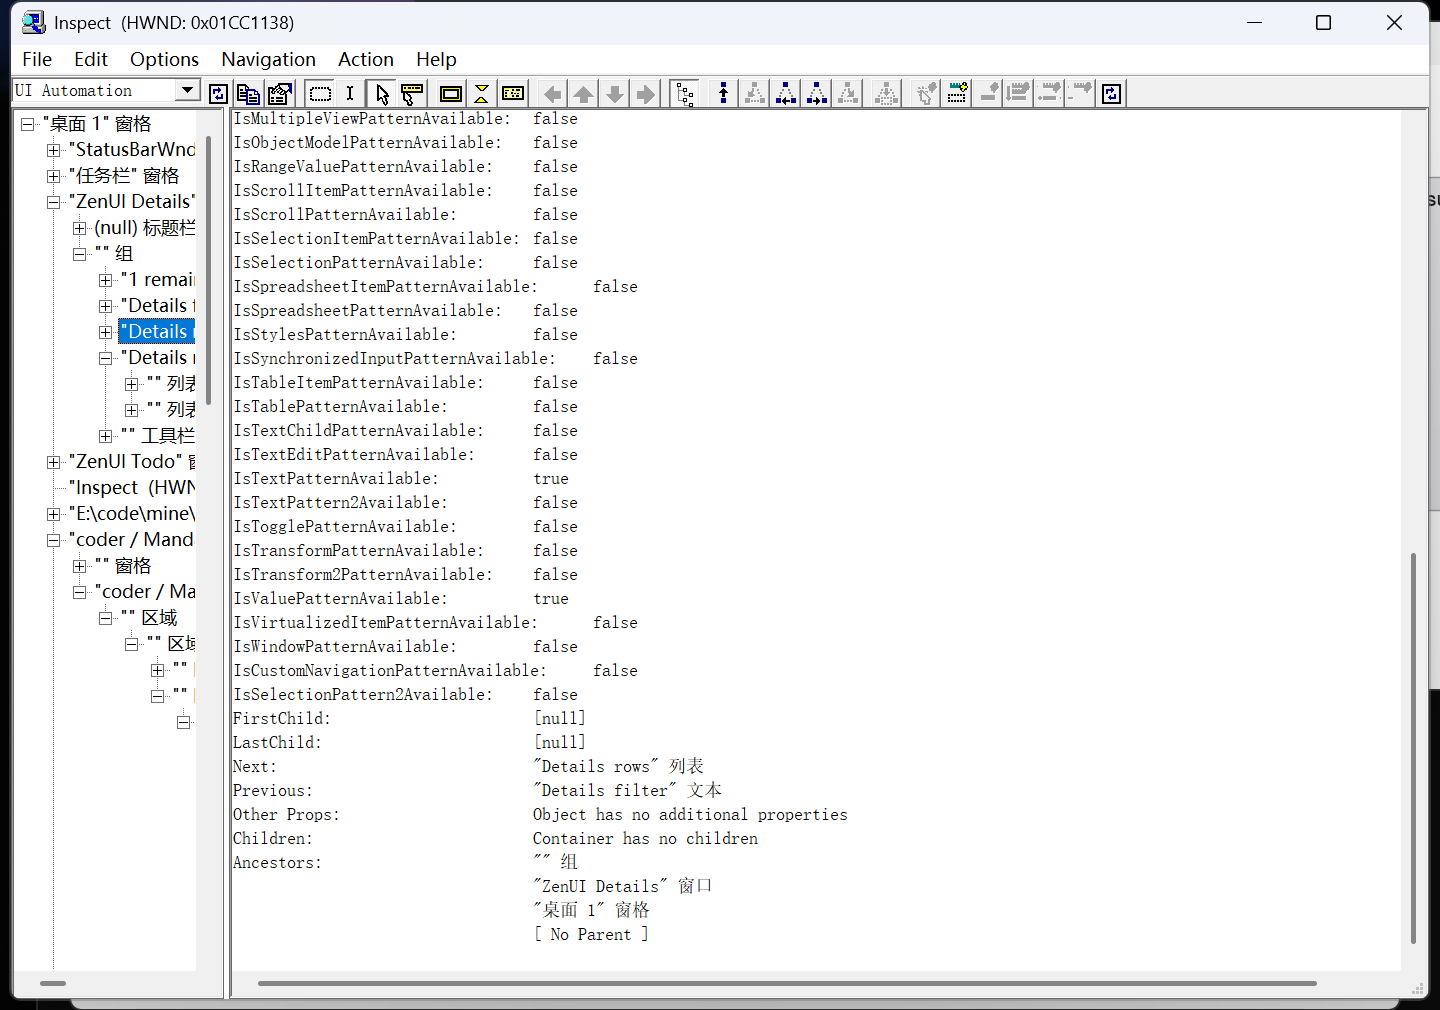 Inspect (HWND: 0x01CC1138)
File Edit Options Navigation Action Help
UI Automation
"桌面 1" 窗格
"StatusBarWnd
"任务栏" 窗格
"ZenUI Details"
(null) 标题栏
"" 组
"1 remai
"Details f
"Details r
"Details r
"" 列表
"" 列表
"" 工具栏
"ZenUI Todo" 窗
"Inspect (HWN
"E:\code\mine\
"coder / Mand
"" 窗格
"coder / Ma
"" 区域
"" 区域
""
""
IsMultipleViewPatternAvailable: false
IsObjectModelPatternAvailable: false
IsRangeValuePatternAvailable: false
IsScrollItemPatternAvailable: false
IsScrollPatternAvailable: false
IsSelectionItemPatternAvailable: false
IsSelectionPatternAvailable: false
IsSpreadsheetItemPatternAvailable: false
IsSpreadsheetPatternAvailable: false
IsStylesPatternAvailable: false
IsSynchronizedInputPatternAvailable: false
IsTableItemPatternAvailable: false
IsTablePatternAvailable: false
IsTextChildPatternAvailable: false
IsTextEditPatternAvailable: false
IsTextPatternAvailable: true
IsTextPattern2Available: false
IsTogglePatternAvailable: false
IsTransformPatternAvailable: false
IsTransform2PatternAvailable: false
IsValuePatternAvailable: true
IsVirtualizedItemPatternAvailable: false
IsWindowPatternAvailable: false
IsCustomNavigationPatternAvailable: false
IsSelectionPattern2Available: false
FirstChild: [null]
LastChild: [null]
Next: "Details rows" 列表
Previous: "Details filter" 文本
Other Props: Object has no additional properties
Children: Container has no children
Ancestors: "" 组
"ZenUI Details" 窗口
"桌面 1" 窗格
[ No Parent ]